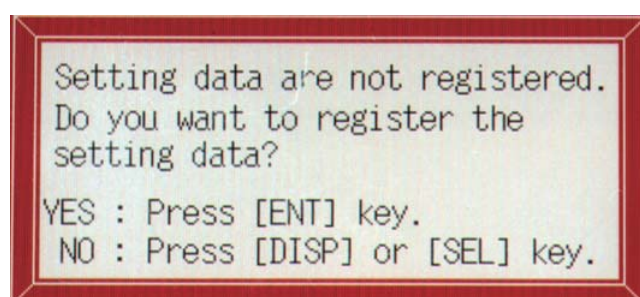 Setting data are not registered.
Do you want to register the
setting data?
YES : Press [ENT] key.
NO : Press [DISP] or [SEL] key.